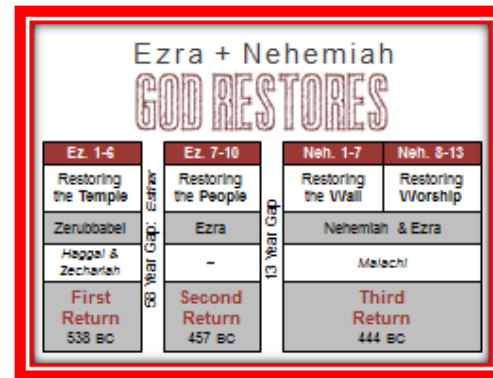 Ezra + Nehemiah
GOD RESTORES
Ez. 1-6
Restoring
the Temple
Zerubbabel
Haggai &
Zechariah
First
Return
538 BC
58 Year Gap: Esther
Ez. 7-10
Restoring
the People
Ezra
–
Second
Return
457 BC
13 Year Gap
Neh. 1-7 Neh. 8-13
Restoring Restoring
the Wall Worship
Nehemiah & Ezra
Malachi
Third
Return
444 BC